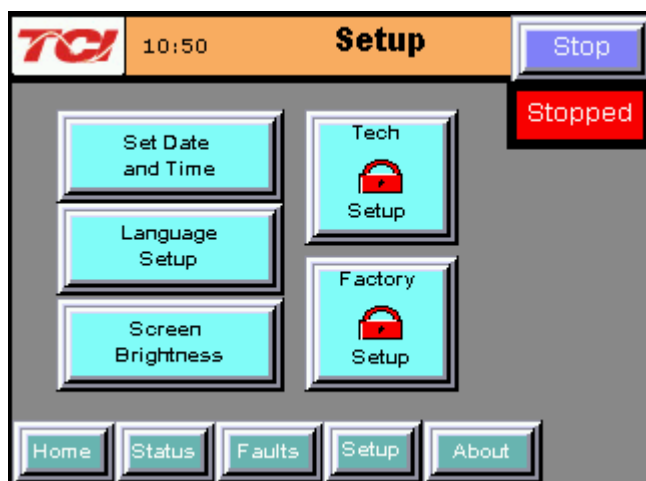 TCI
10:50
Setup
Stop
Stopped
Set Date
and Time
Tech
Setup
Language
Setup
Factory
Setup
Screen
Brightness
Home
Status
Faults
Setup
About